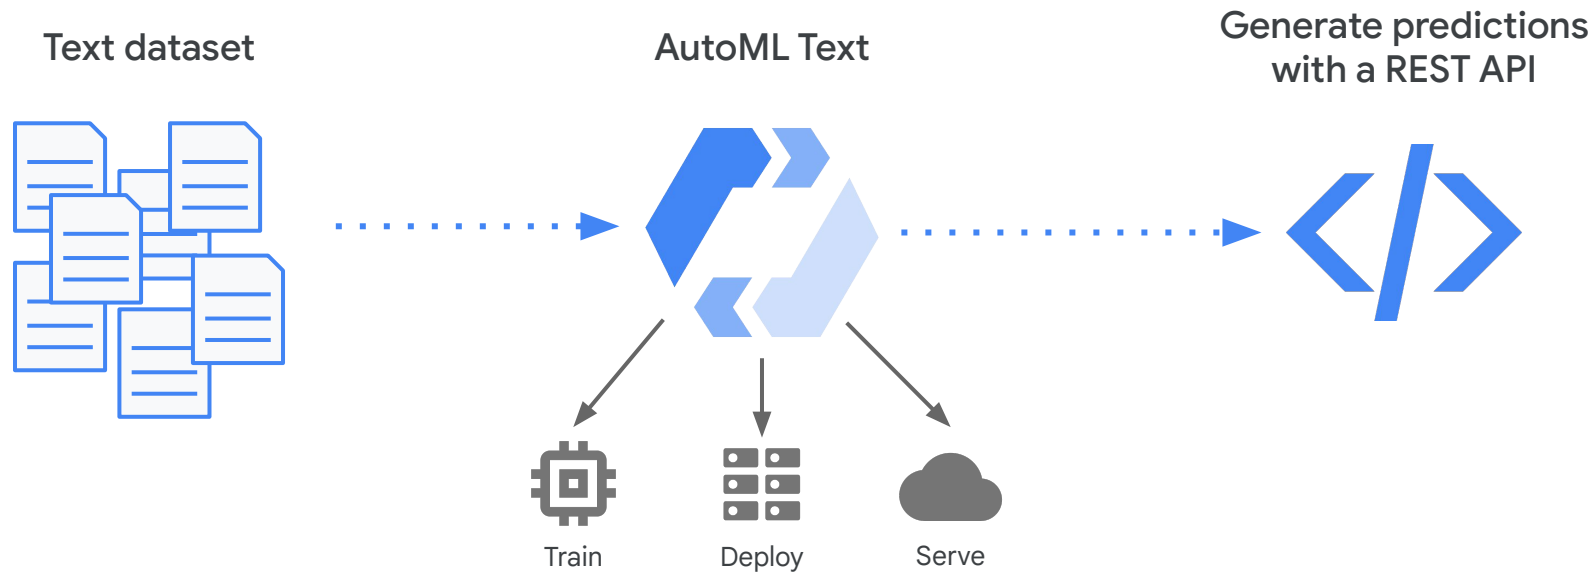 Text dataset
AutoML Text
Generate predictions
with a REST API
Train
Deploy
Serve